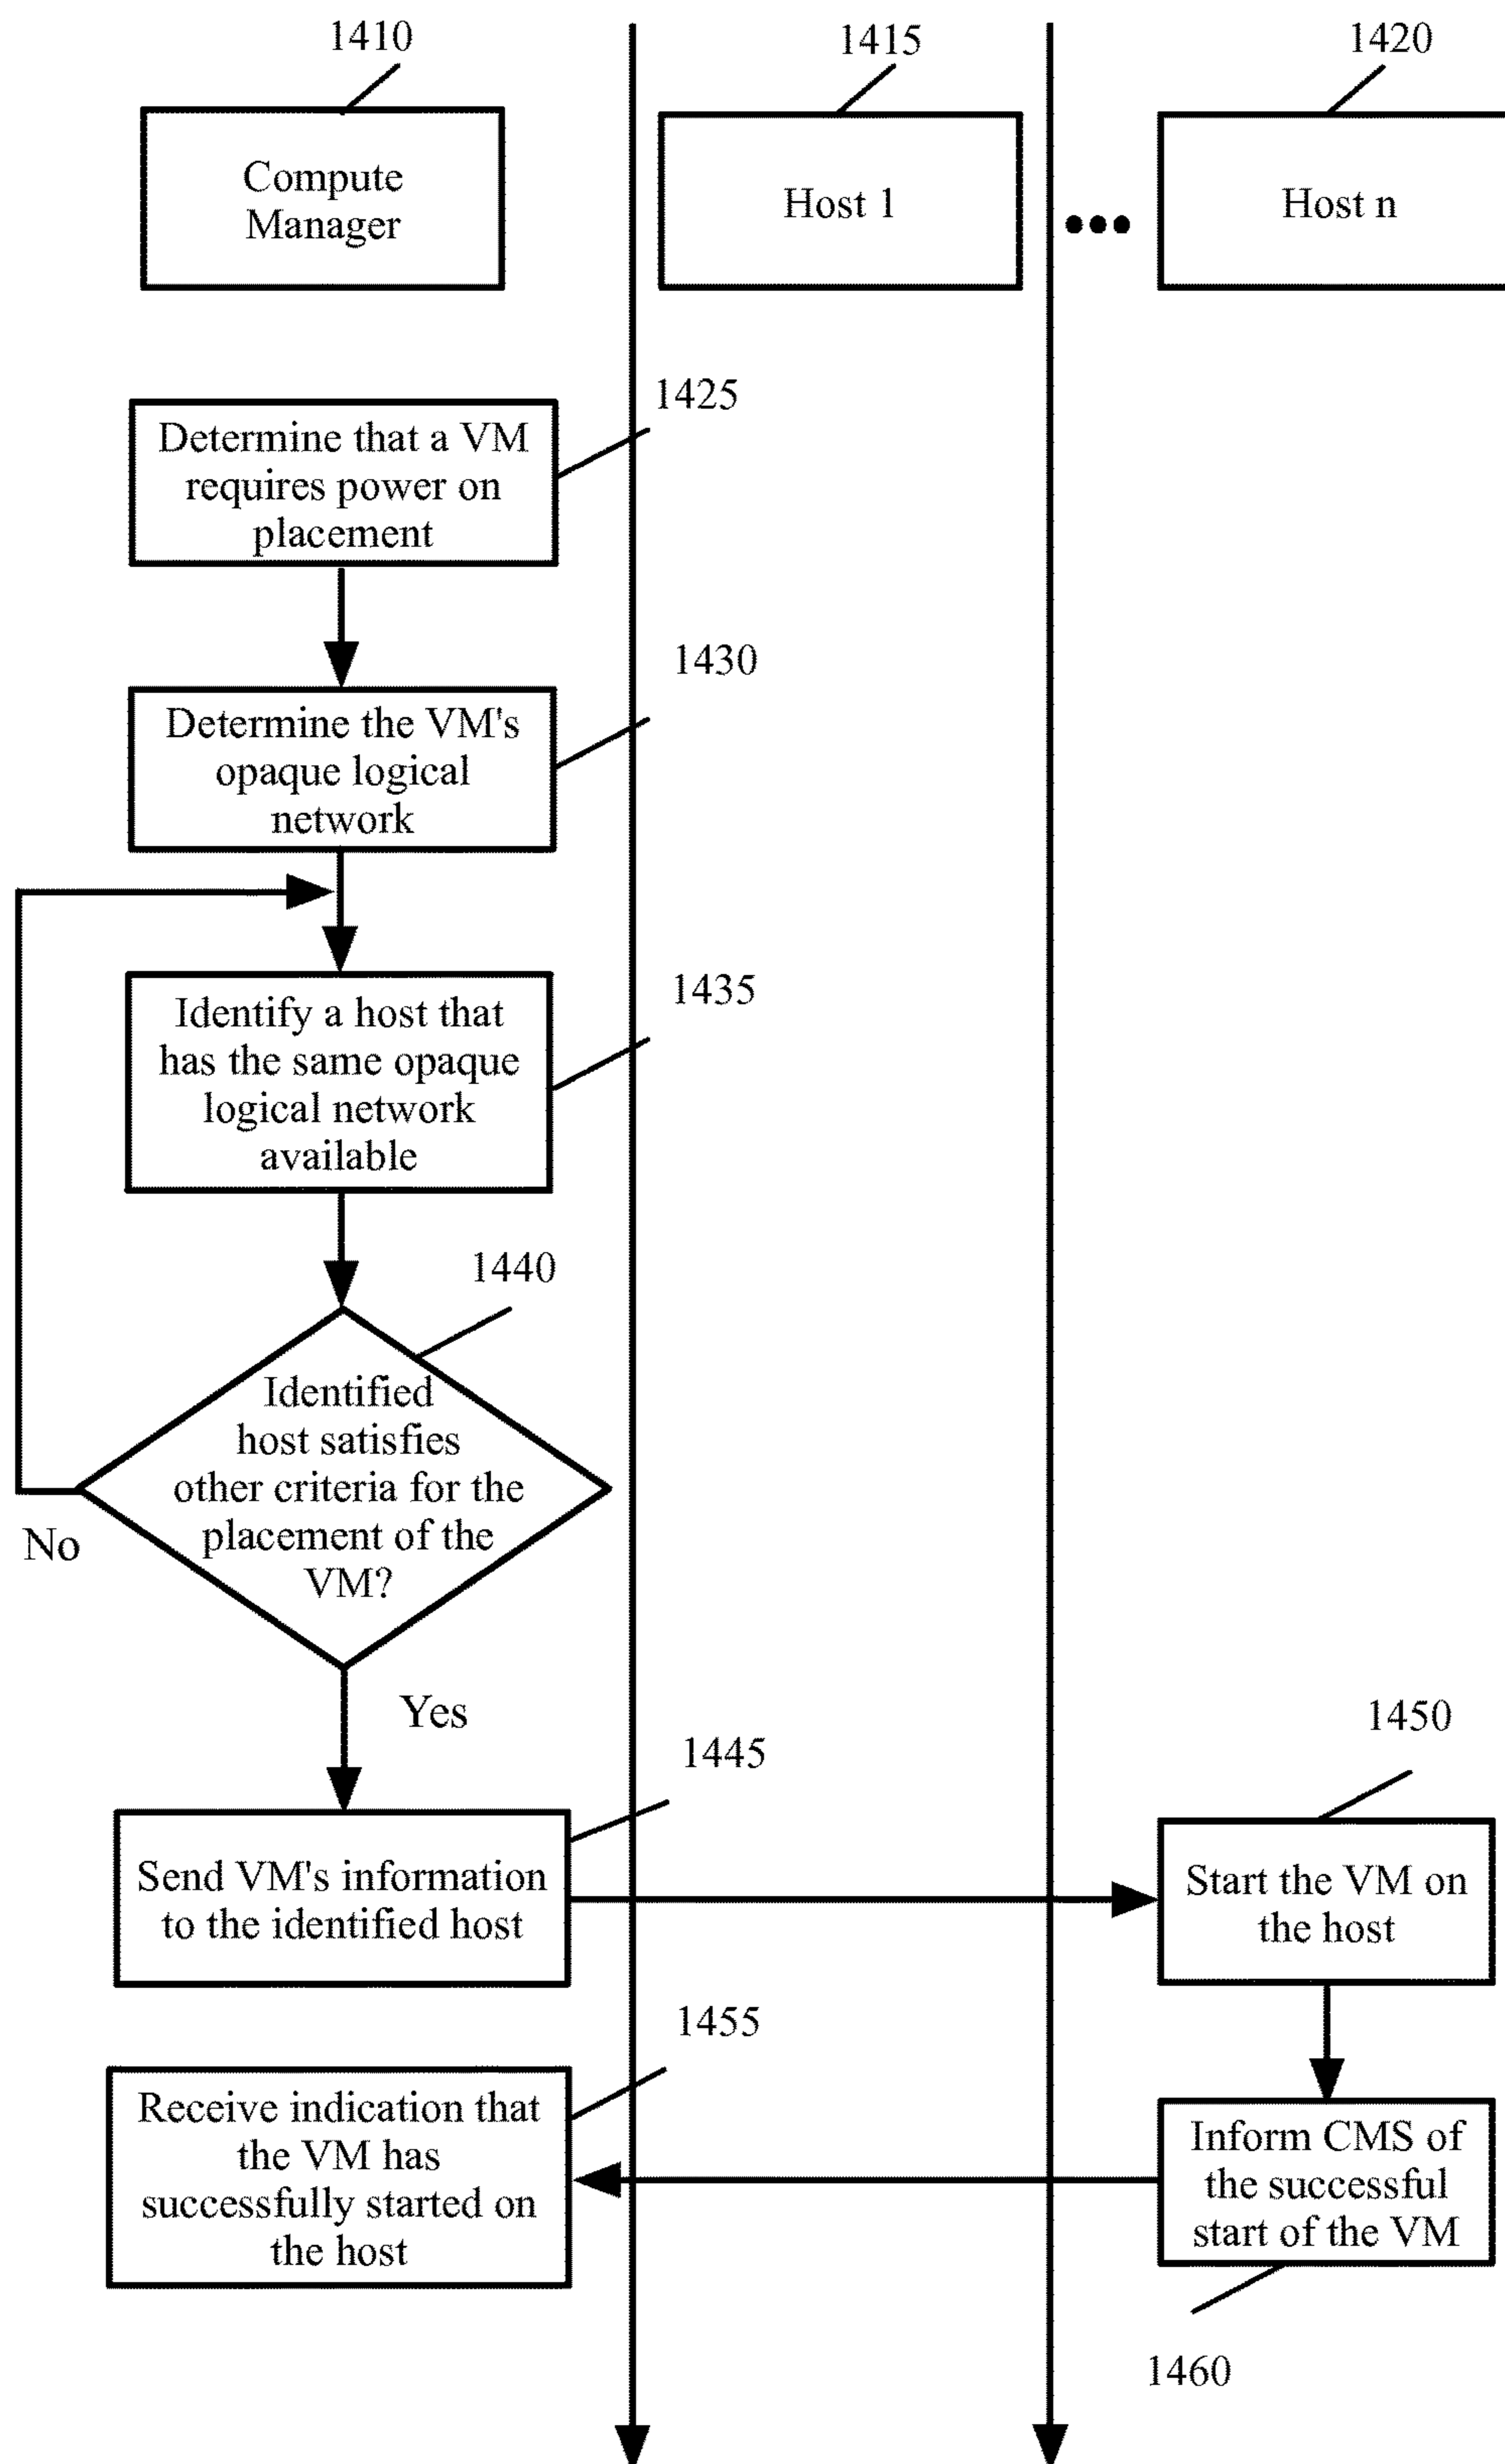 1410
1415
1420
Compute
Manager
Host 1
Host n
1425
Determine that a VM
requires power on
placement
1430
Determine the VM's
opaque logical
network
1435
Identify a host that
has the same opaque
logical network
available
1440
Identified
host satisfies
other criteria for the
placement of the
VM?
No
Yes
1445
1450
Send VM's information
to the identified host
Start the VM on
the host
1455
Receive indication that
the VM has
successfully started on
the host
Inform CMS of
the successful
start of the VM
1460